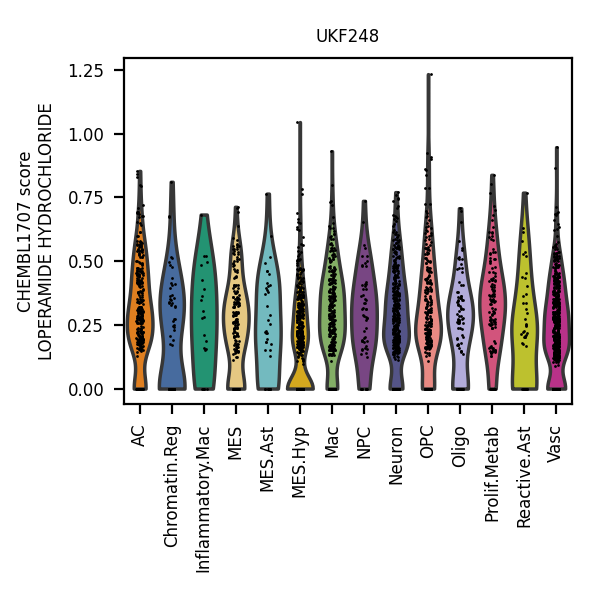 UKF248
CHEMBL1707 score
LOPERAMIDE HYDROCHLORIDE
1.25
1.00
0.75
0.50
0.25
0.00
AC
Chromatin.Reg
Inflammatory.Mac
MES
MES.Ast
MES.Hyp
Mac
NPC
Neuron
OPC
Oligo
Prolif.Metab
Reactive.Ast
Vasc